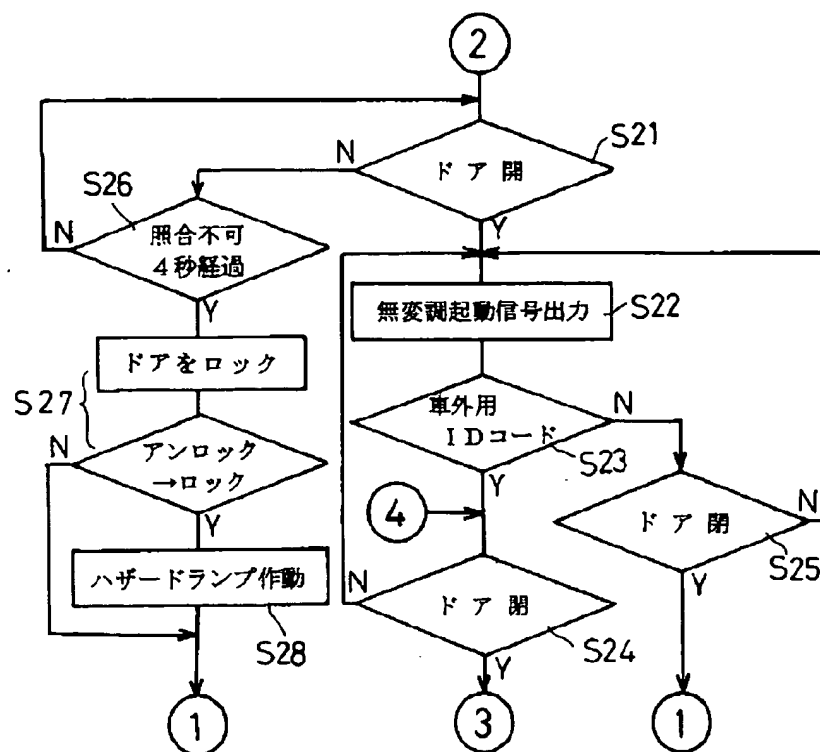 2
S21
N
ド ア 開
Y
S26
N
照合不可
4秒経過
Y
無変調起動信号出力
S22
ドアをロック
S27
車外用
IDコード
N
S23
Y
N
アンロック
→ロック
Y
4
ド ア 閉
N
S25
Y
ハザードランプ作動
S28
N
ド ア 閉
S24
Y
1
3
1